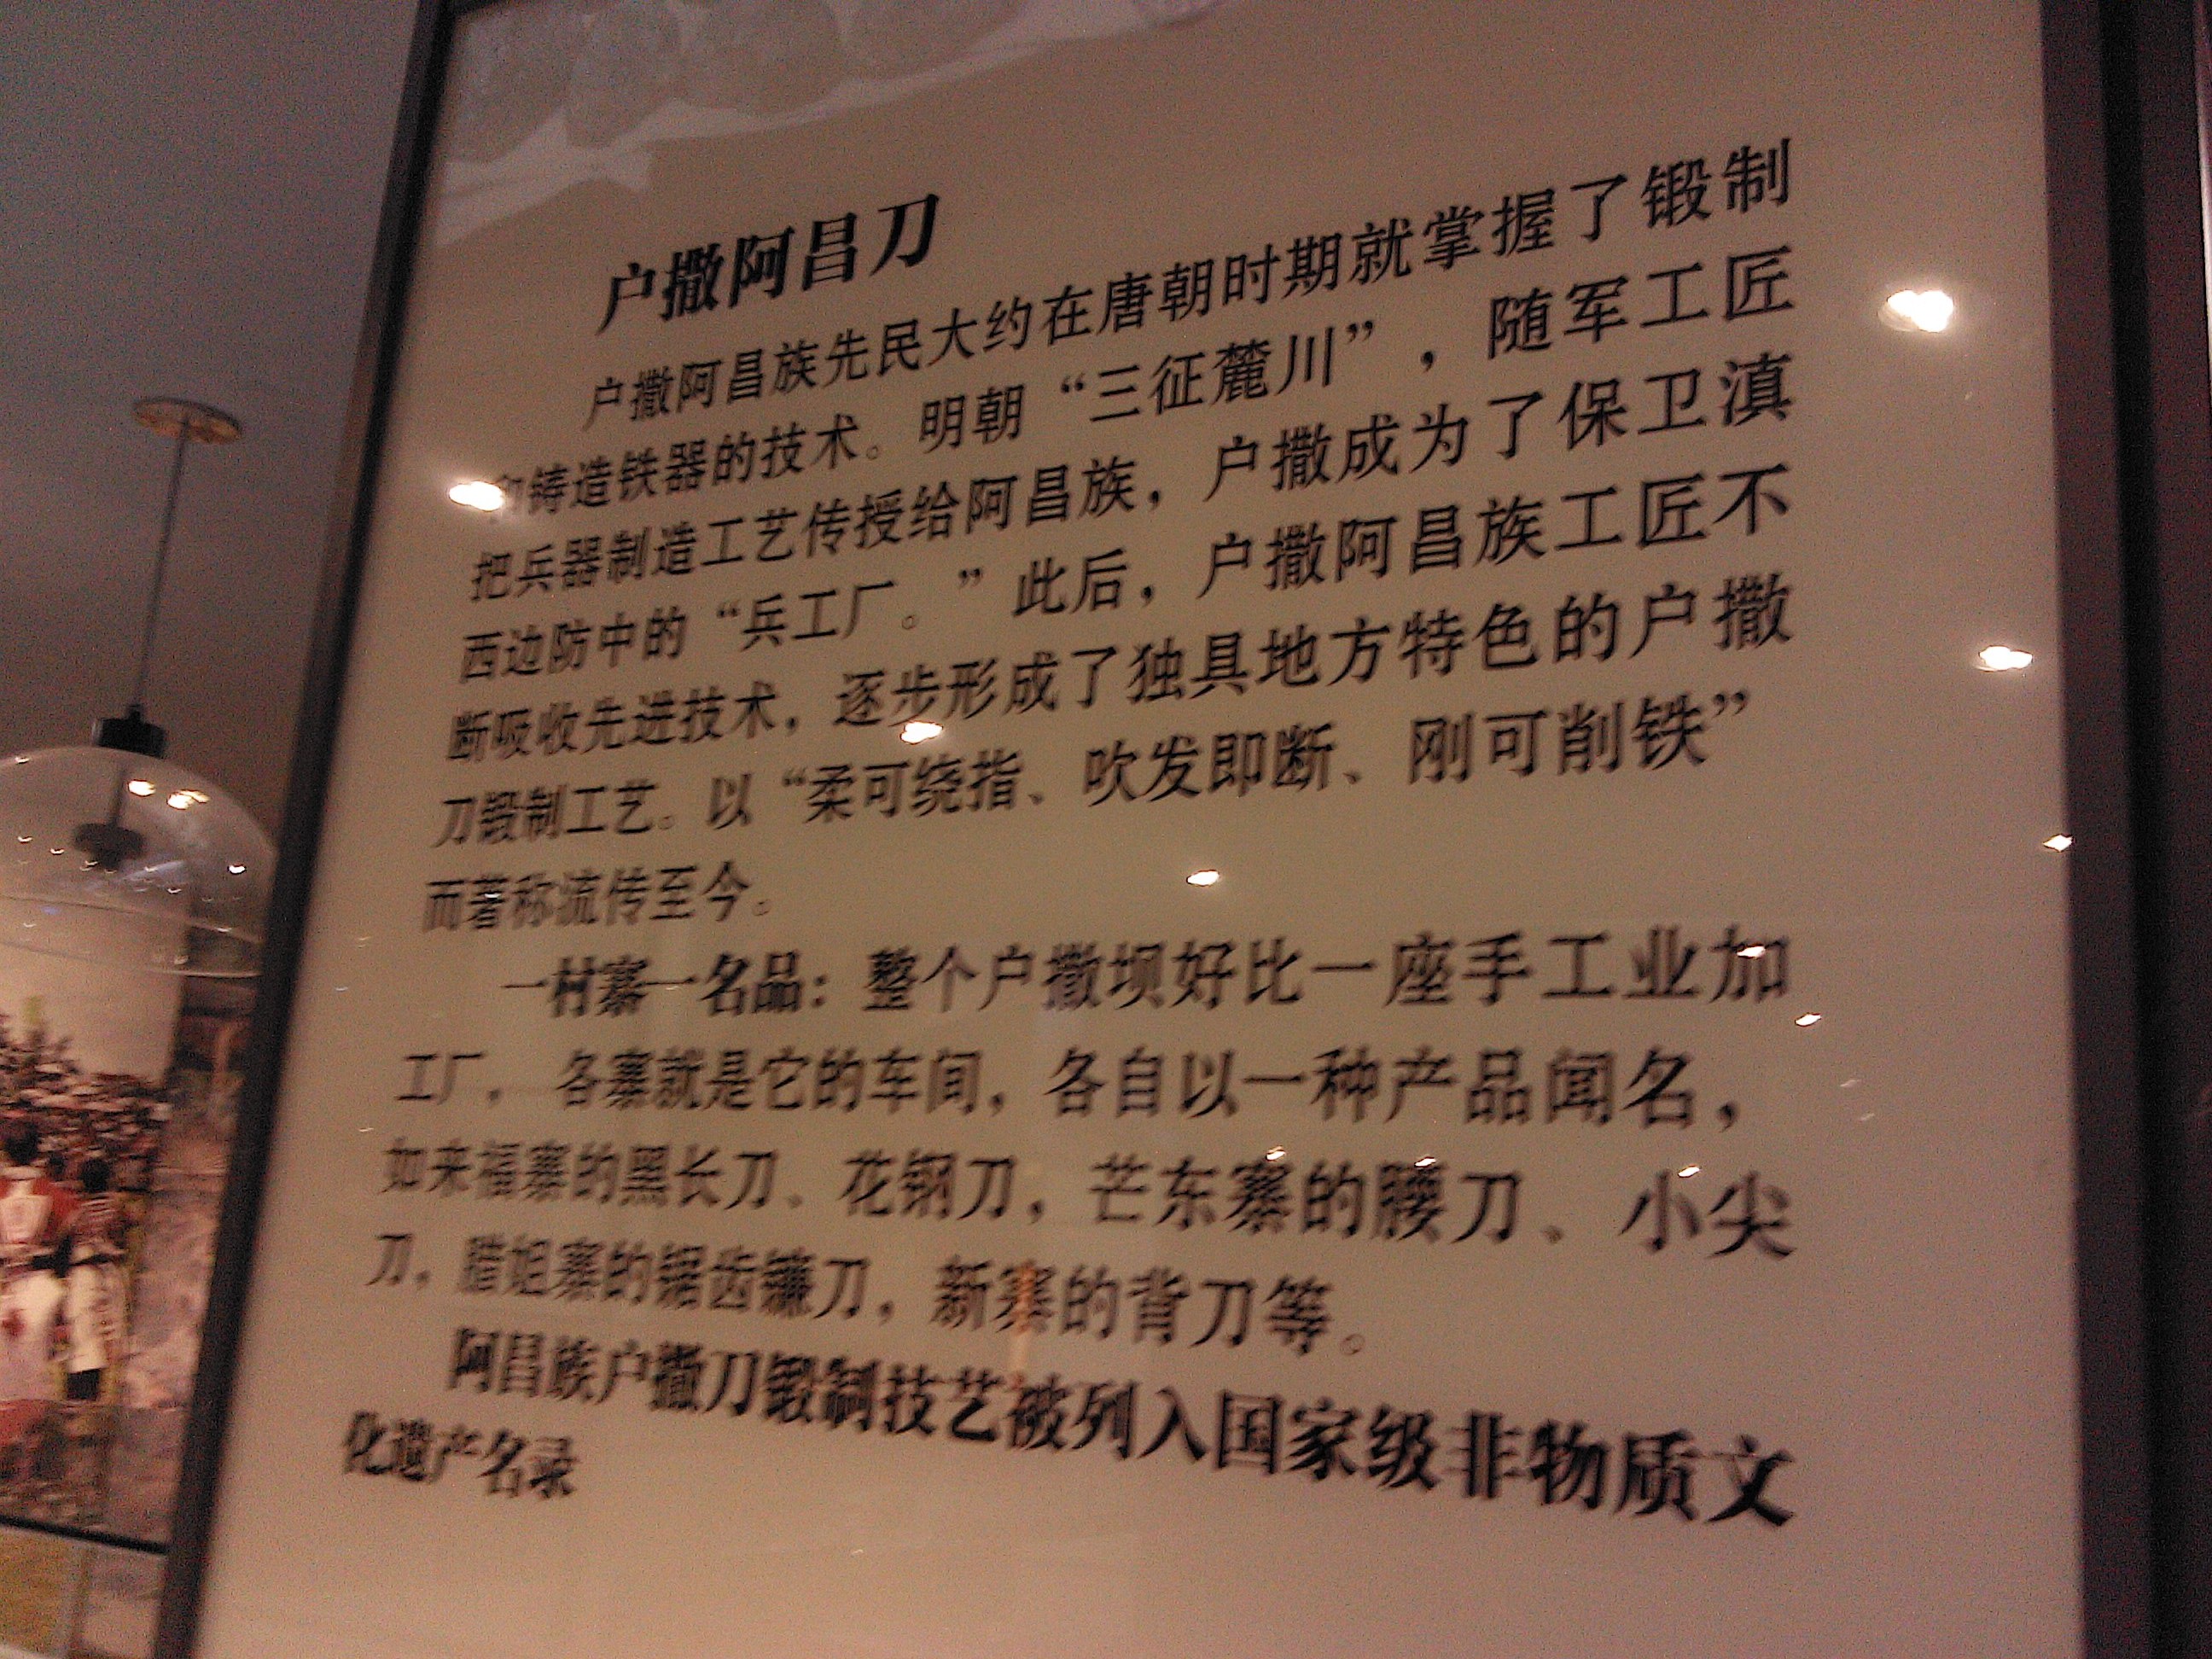 户撒阿昌刀
户撒阿昌族先民大约在唐朝时期就掌握了锻制
和铸造铁器的技术。明朝“三征麓川”，随军工匠
把兵器制造工艺传授给阿昌族，户撒成为了保卫滇
西边防中的“兵工厂。”此后，户撒阿昌族工匠不
断吸收先进技术，逐步形成了独具地方特色的户撒
刀锻制工艺。以“柔可绕指、吹发即断、刚可削铁”
而著称流传至今。
一村寨一名品：整个户撒坝好比一座手工业加
工厂，各寨就是它的车间，各自以一种产品闻名，
如来福寨的黑长刀、花钢刀，芒东寨的腰刀、小尖
刀，腊姐寨的锯齿镰刀，新寨的背刀等。
阿昌族户撒刀锻制技艺被列入国家级非物质文
化遗产名录